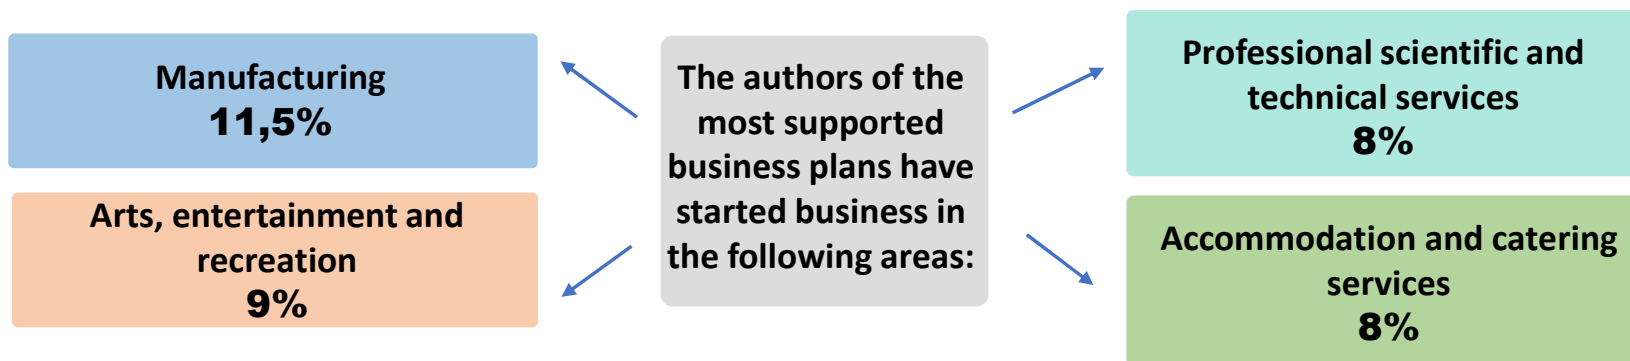 Manufacturing
11,5%
Arts, entertainment and
recreation
9%
The authors of the
most supported
business plans have
started business in
the following areas:
Professional scientific and
technical services
8%
Accommodation and catering
services
8%